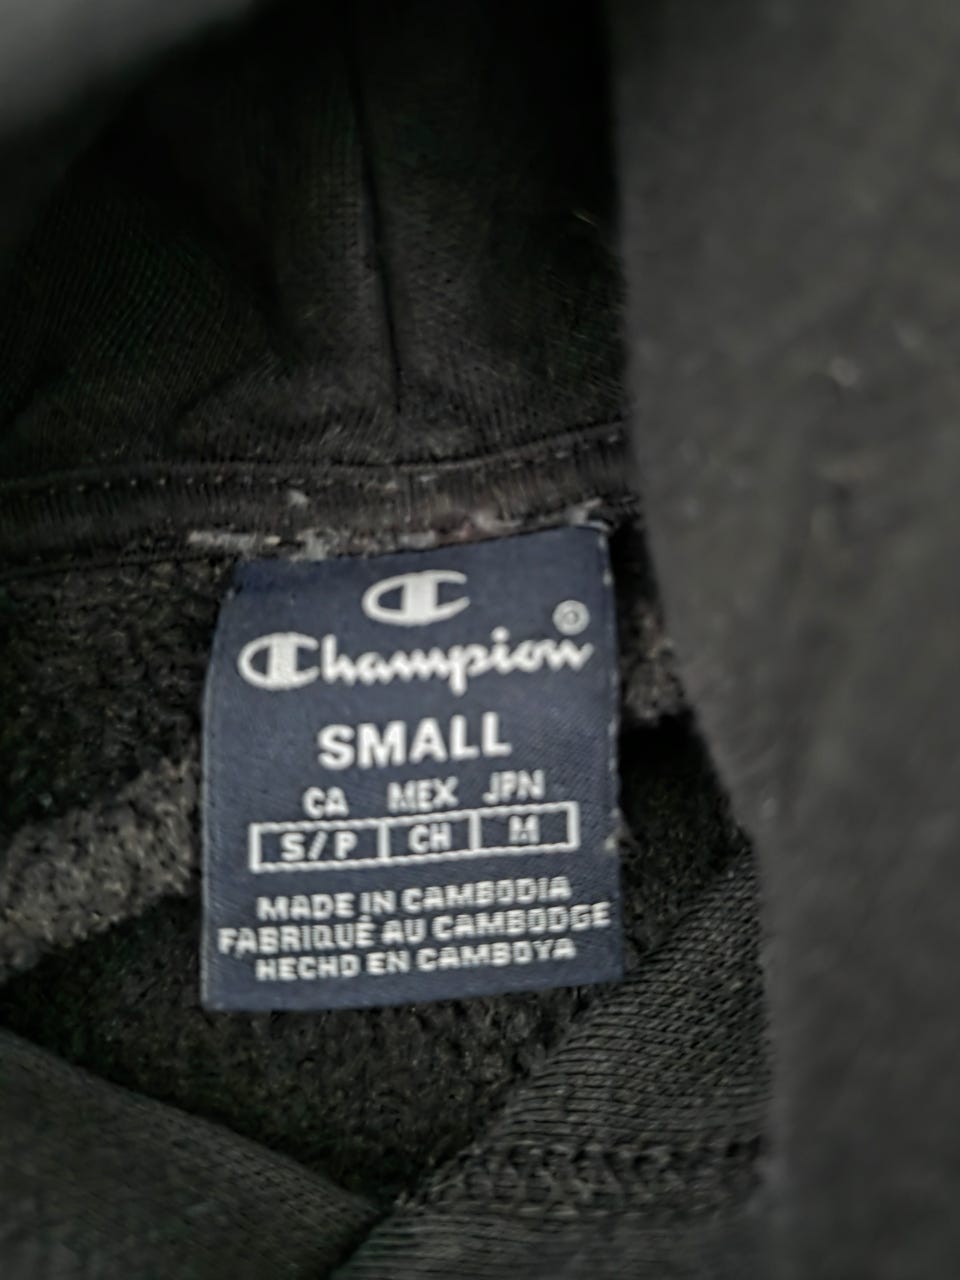 Champion®
SMALL
CA MEX JPN
S/P CH M
MADE IN CAMBODIA
FABRIQUÉ AU CAMBODGE
HECHO EN CAMBOYA